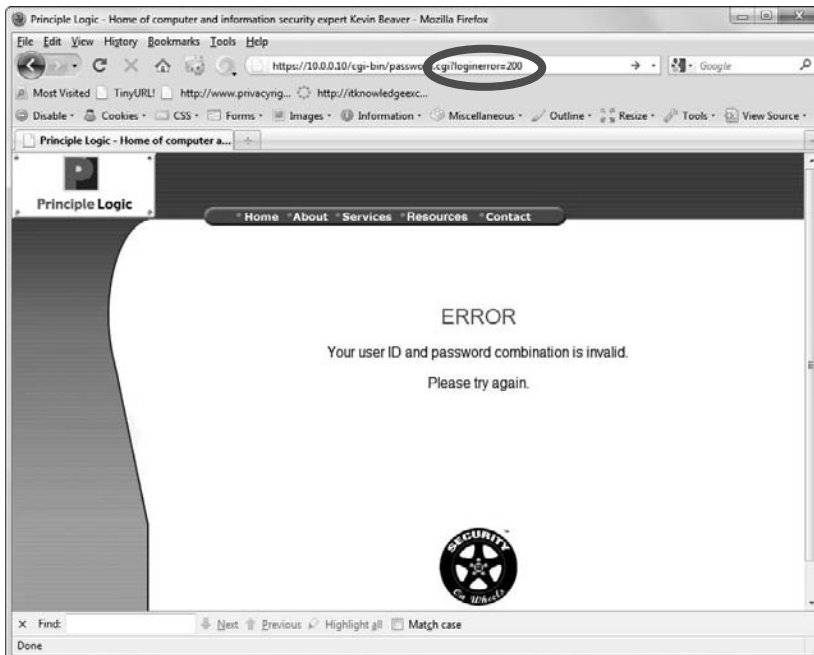 Principle Logic - Home of computer and information security expert Kevin Beaver - Mozilla Firefox
File Edit View History Bookmarks Tools Help
https://10.0.0.10/cgi-bin/passwor .cgi?loginerror=200
Google
Most Visited TinyURL! http://www.privacyrig... http://itknowledgeexc...
Disable Cookies CSS Forms Images Information Miscellaneous Outline Resize Tools View Source
Principle Logic - Home of computer a...
P
Principle Logic
Home About Services Resources Contact
ERROR
Your user ID and password combination is invalid.
Please try again.
SECURITY
On Wheels
TM
× Find: Next Previous Highlight all Match case
Done